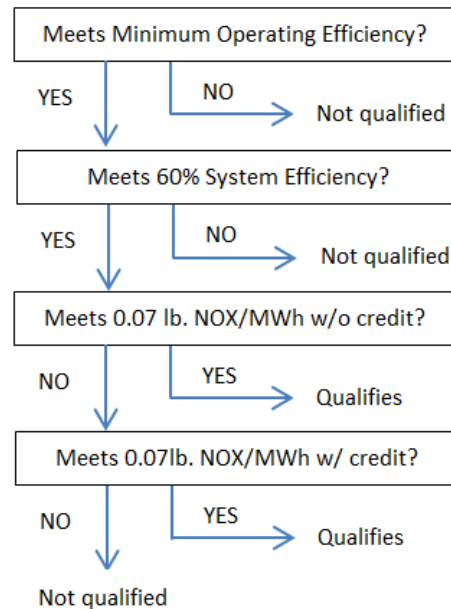 Meets Minimum Operating Efficiency?
YES
NO
Not qualified
Meets 60% System Efficiency?
YES
NO
Not qualified
Meets 0.07 lb. NOX/MWh w/o credit?
NO
YES
Qualifies
Meets 0.07lb. NOX/MWh w/ credit?
NO
YES
Qualifies
Not qualified